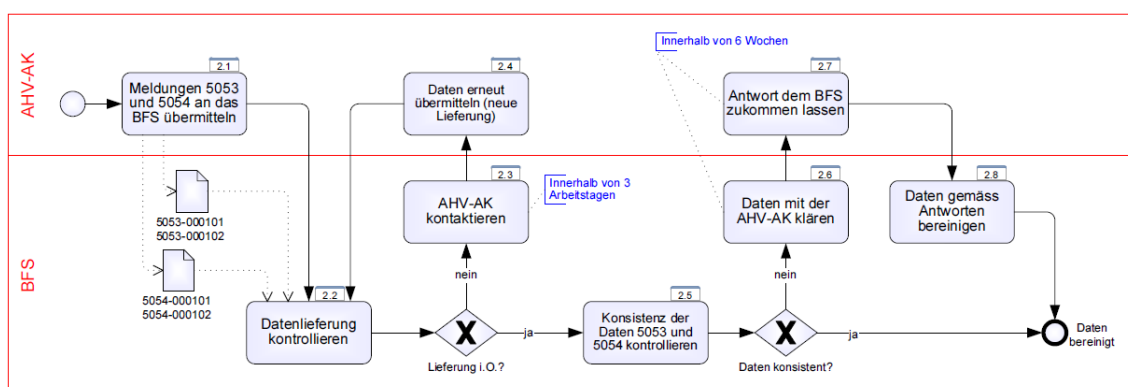 AHV-AK
2.1
Meldungen 5053
und 5054 an das
BFS übermitteln
2.4
Daten erneut
übermitteln (neue
Lieferung)
Innerhalb von 6 Wochen
2.7
Antwort dem BFS
zukommen lassen
BFS
5053-000101
5053-000102
5054-000101
5054-000102
2.3
AHV-AK
kontaktieren
Innerhalb von 3
Arbeitstagen
2.6
Daten mit der
AHV-AK klären
2.8
Daten gemäss
Antworten
bereinigen
nein
nein
2.2
Datenlieferung
kontrollieren
X
Lieferung i.O.?
ja
2.5
Konsistenz der
Daten 5053 und
5054 kontrollieren
X
Daten konsistent?
ja
Daten
bereinigt